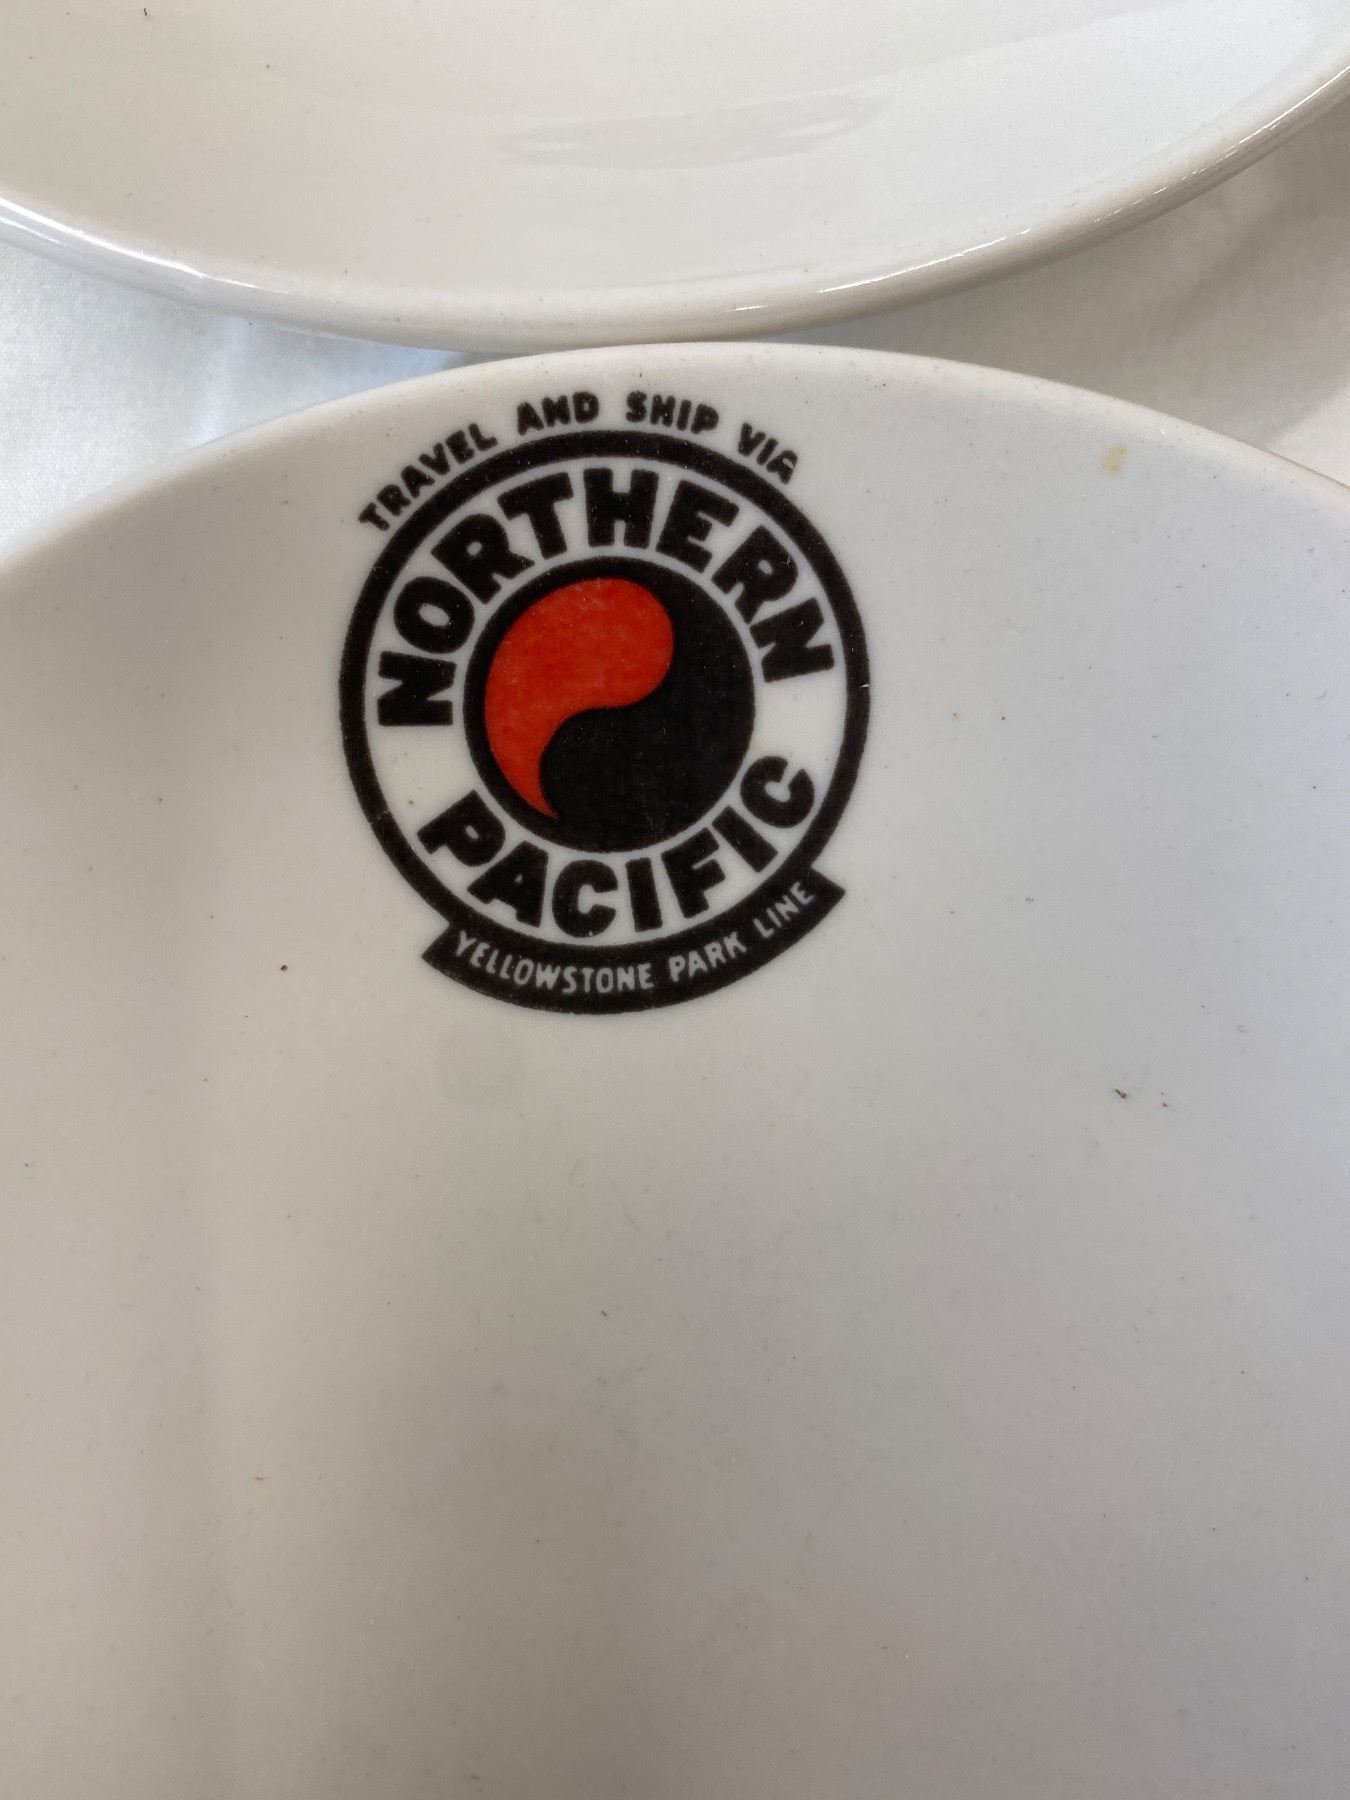 TRAVEL AND SHIP VIA
NORTHERN
PACIFIC
YELLOWSTONE PARK LINE